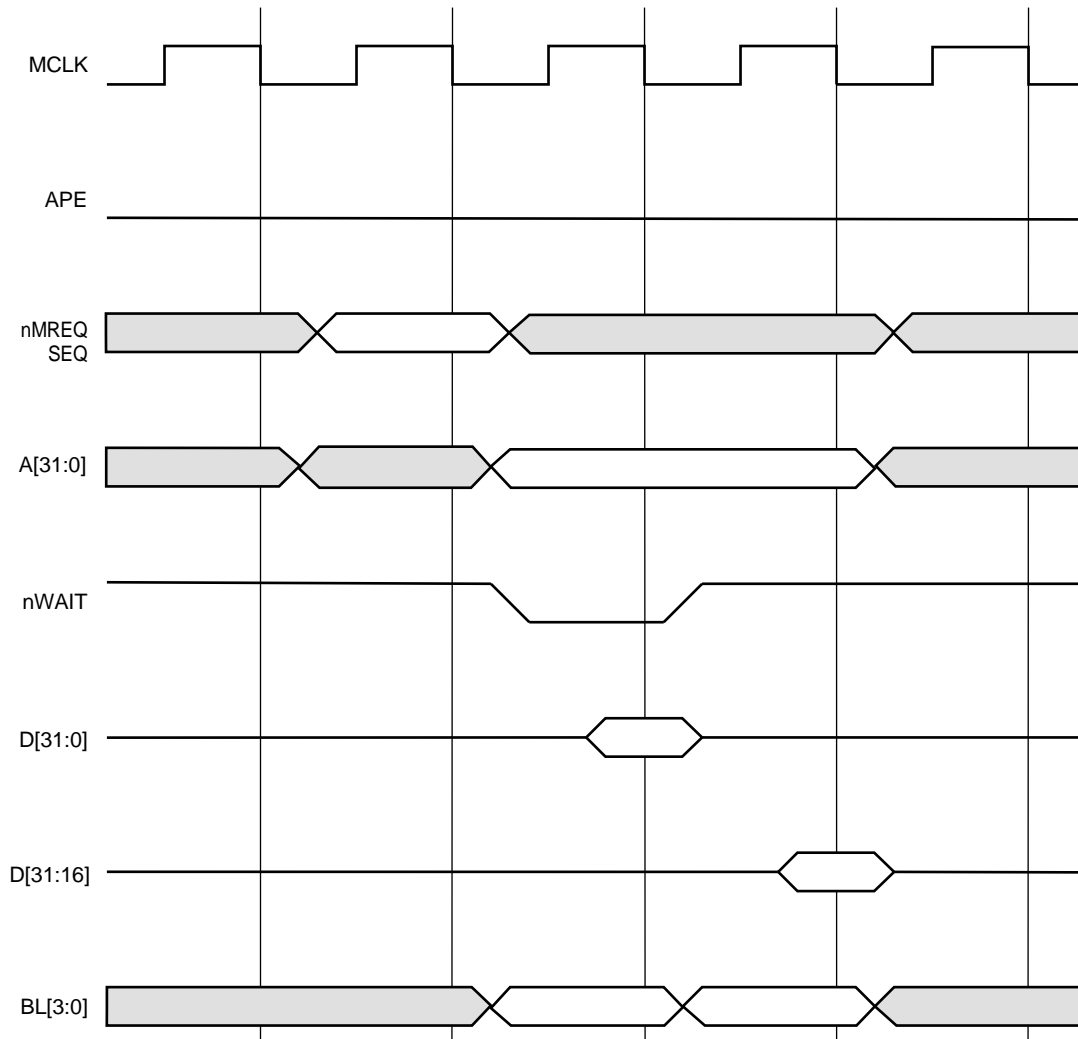 MCLK
APE
nMREQ
SEQ
A[31:0]
nWAIT
D[31:0]
D[31:16]
BL[3:0]